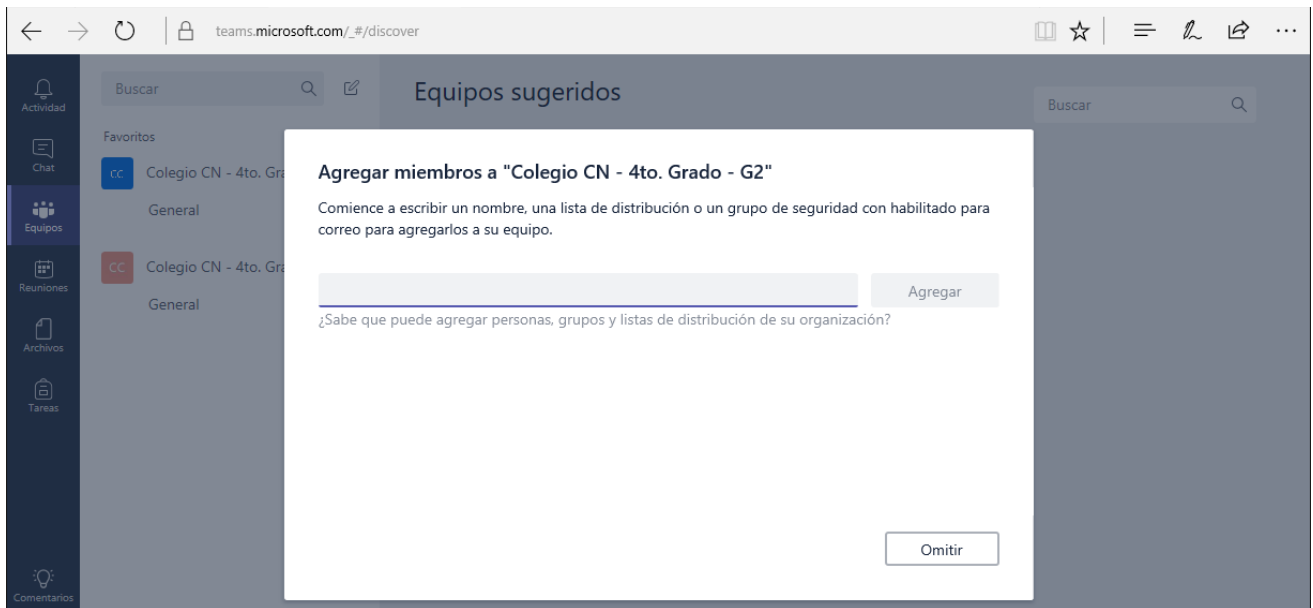 teams.microsoft.com/_#/discover
Actividad
Chat
Equipos
Reuniones
Archivos
Tareas
Comentarios
Buscar
Favoritos
CC Colegio CN - 4to. Gra
General
CC Colegio CN - 4to. Gra
General
Equipos sugeridos
Buscar
Agregar miembros a "Colegio CN - 4to. Grado - G2"
Comience a escribir un nombre, una lista de distribución o un grupo de seguridad con habilitado para
correo para agregarlos a su equipo.
Agregar
¿Sabe que puede agregar personas, grupos y listas de distribución de su organización?
Omitir